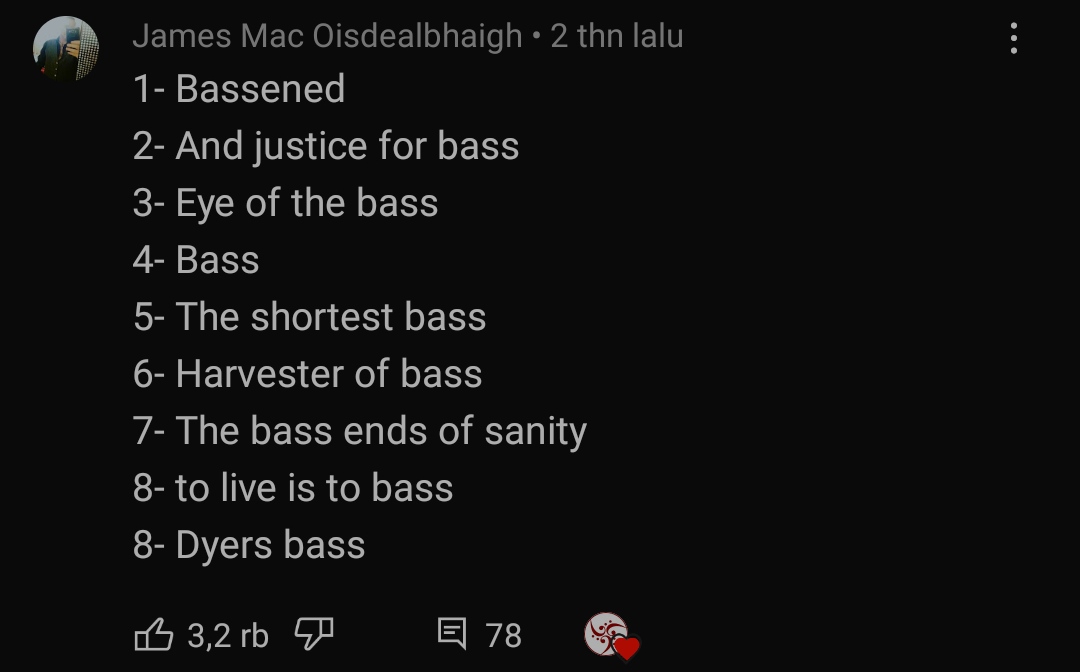 James Mac Oisdealbhaigh • 2 thn lalu
1- Bassened
2- And justice for bass
3- Eye of the bass
4- Bass
5- The shortest bass
6- Harvester of bass
7- The bass ends of sanity
8- to live is to bass
8- Dyers bass
3,2 rb 78